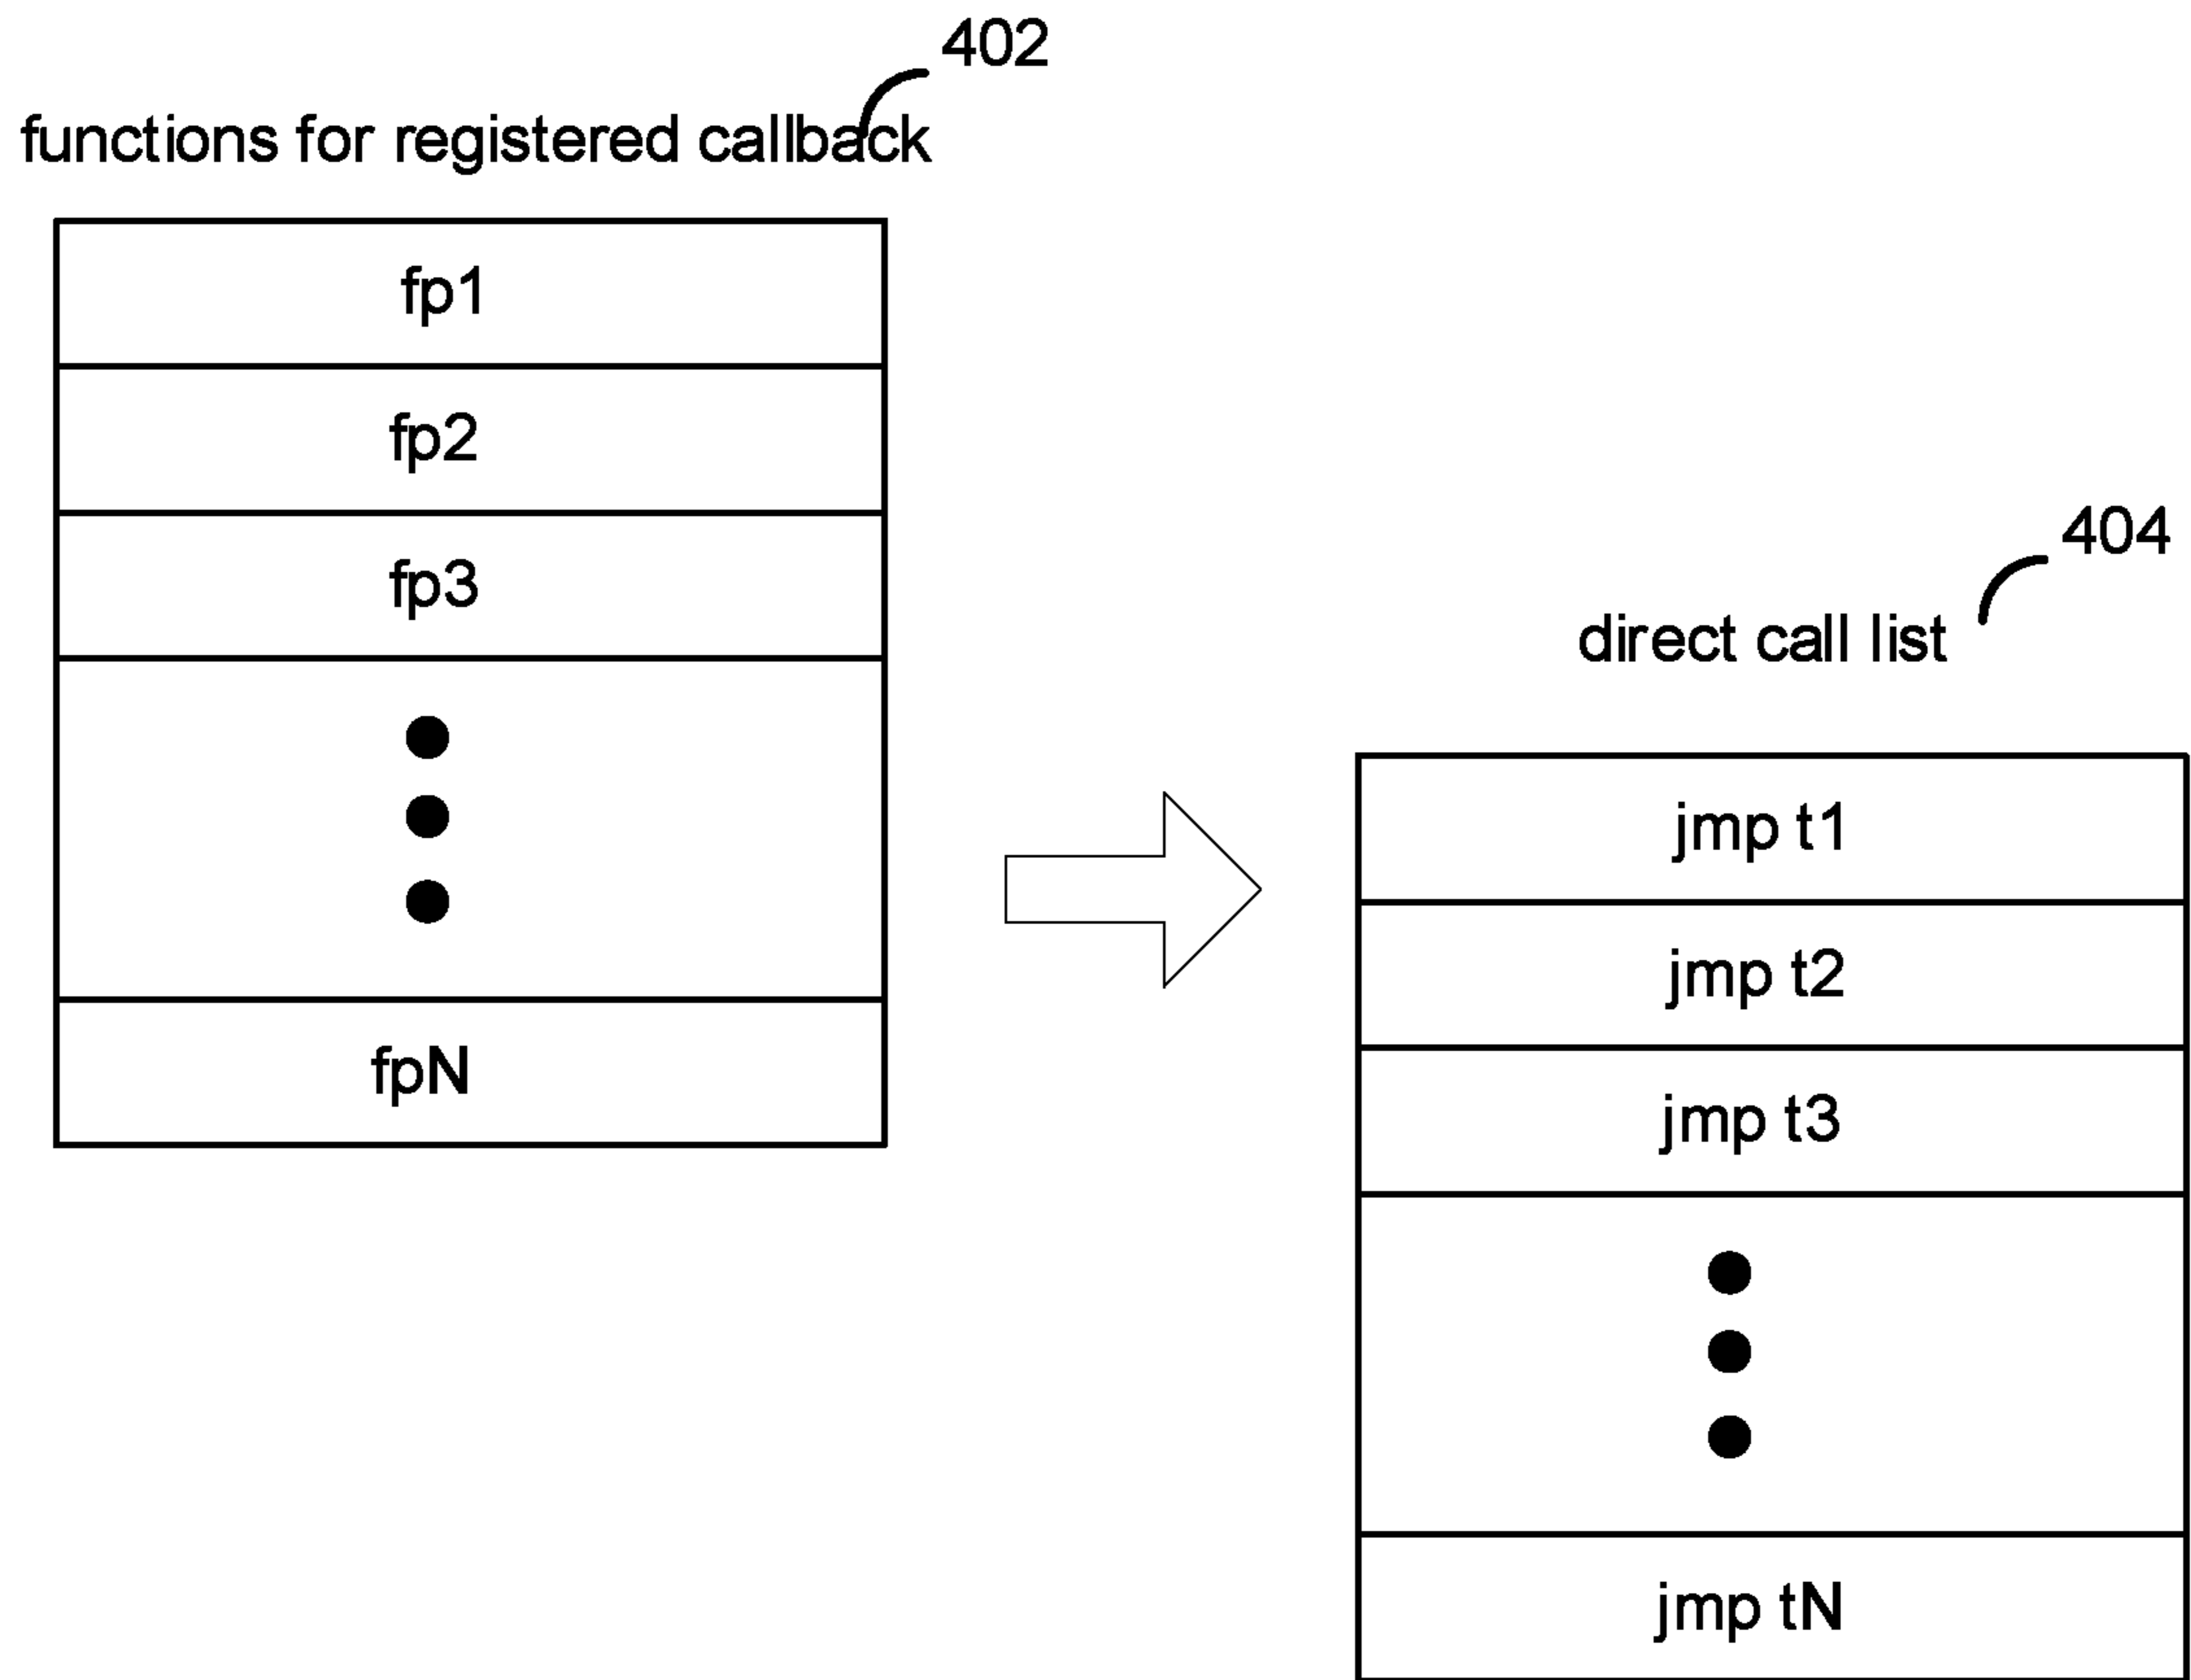 402
functions for registered callback
fp1
fp2
fp3
fpN
404
direct call list
jmp t1
jmp t2
jmp t3
jmp tN